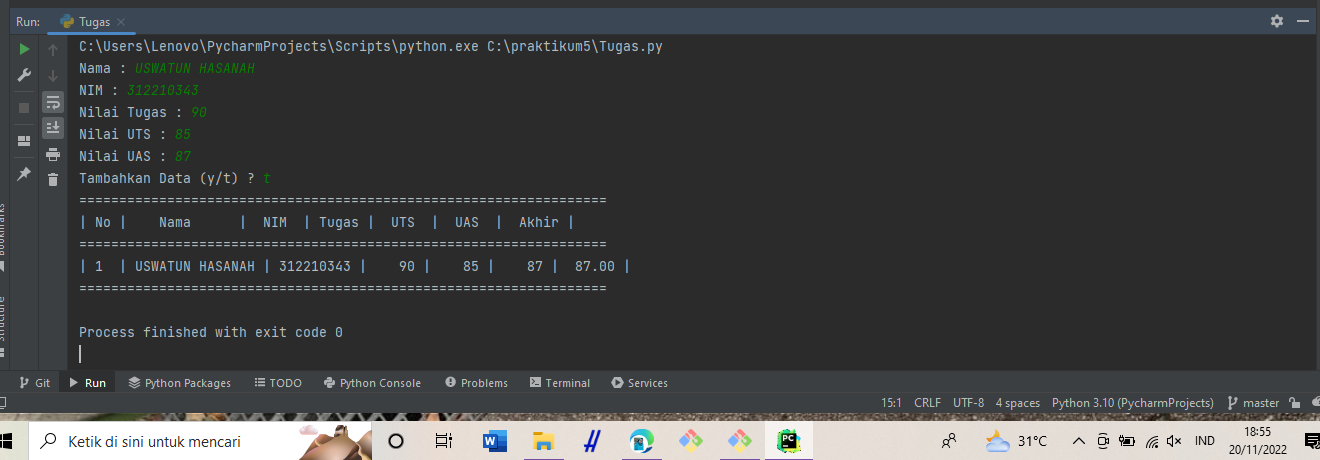 Run: Tugas
C:\Users\Lenovo\PycharmProjects\Scripts\python.exe C:\praktikum5\Tugas.py
Nama : USWATUN HASANAH
NIM : 312210343
Nilai Tugas : 90
Nilai UTS : 85
Nilai UAS : 87
Tambahkan Data (y/t) ? t
==================================================================
| No |    Nama      |  NIM  | Tugas |  UTS  |  UAS  |  Akhir |
==================================================================
| 1  | USWATUN HASANAH | 312210343 |    90 |    85 |    87 |  87.00 |
==================================================================
Process finished with exit code 0
Git Run Python Packages TODO Python Console Problems Terminal Services
15:1 CRLF UTF-8 4 spaces Python 3.10 (PycharmProjects) master
Ketik di sini untuk mencari
31°C
IND
18:55
20/11/2022